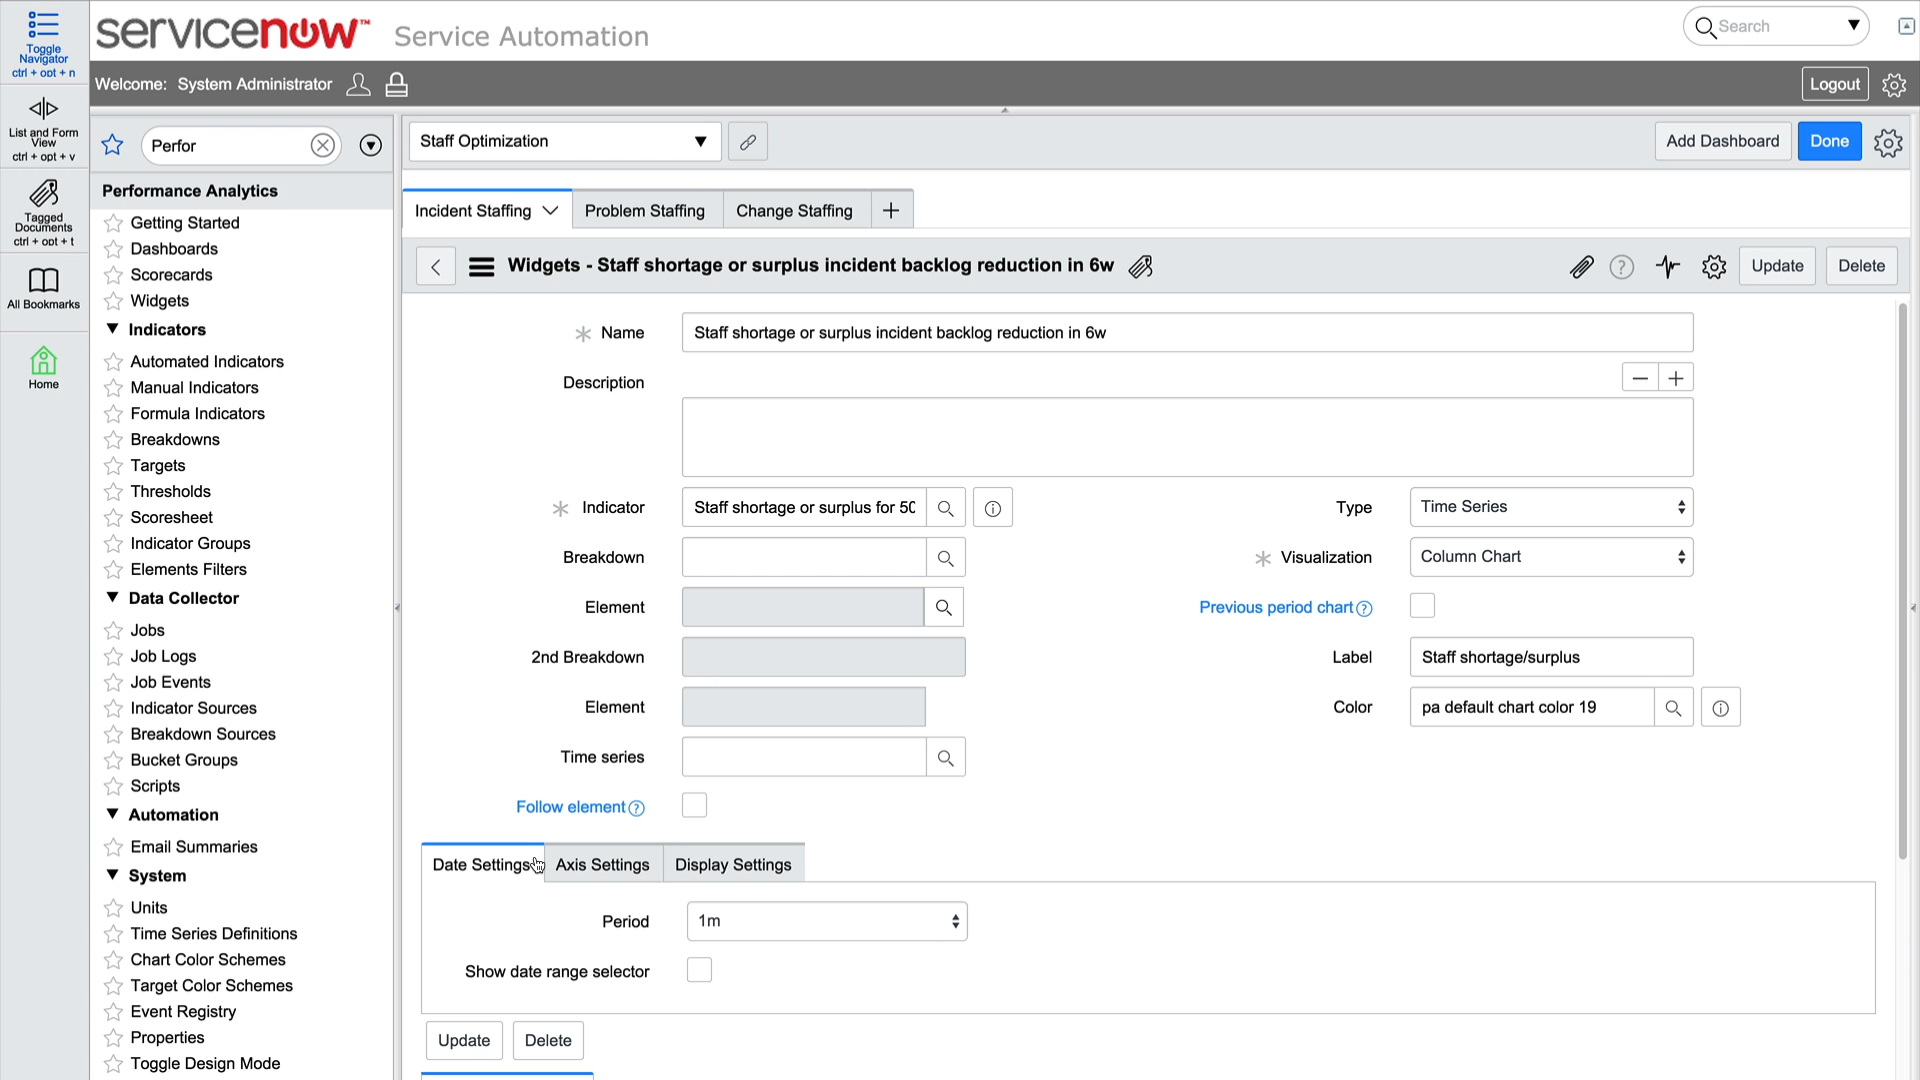 Toggle
Navigator
ctrl + opt + n
List and Form
View
ctrl + opt + v
Tagged
Documents
ctrl + opt + t
All Bookmarks
Home
servicenow™ Service Automation
Search
Welcome: System Administrator
Logout
Perfor
Performance Analytics
Getting Started
Dashboards
Scorecards
Widgets
Indicators
Automated Indicators
Manual Indicators
Formula Indicators
Breakdowns
Targets
Thresholds
Scoresheet
Indicator Groups
Elements Filters
Data Collector
Jobs
Job Logs
Job Events
Indicator Sources
Breakdown Sources
Bucket Groups
Scripts
Automation
Email Summaries
System
Units
Time Series Definitions
Chart Color Schemes
Target Color Schemes
Event Registry
Properties
Toggle Design Mode
Staff Optimization
Add Dashboard
Done
Incident Staffing
Problem Staffing
Change Staffing
Widgets - Staff shortage or surplus incident backlog reduction in 6w
Update
Delete
Name
Staff shortage or surplus incident backlog reduction in 6w
Description
Indicator
Staff shortage or surplus for 50
Breakdown
Element
2nd Breakdown
Element
Time series
Follow element
Type
Time Series
Visualization
Column Chart
Previous period chart
Label
Staff shortage/surplus
Color
pa default chart color 19
Date Settings
Axis Settings
Display Settings
Period
1m
Show date range selector
Update
Delete